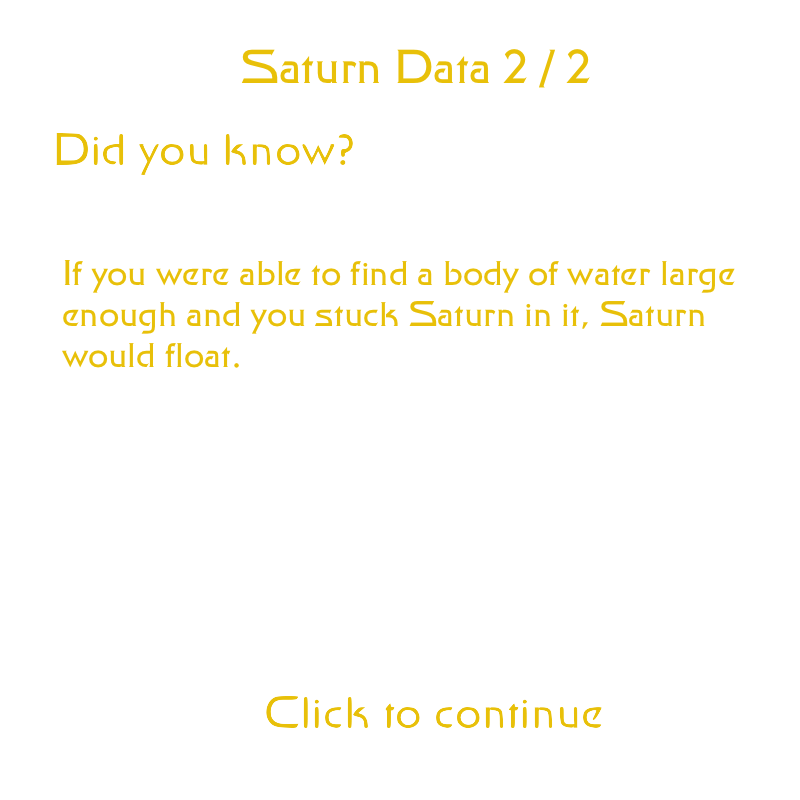 Saturn Data 2 / 2
Did you know?
If you were able to find a body of water large
enough and you stuck Saturn in it, Saturn
would float.
Click to continue